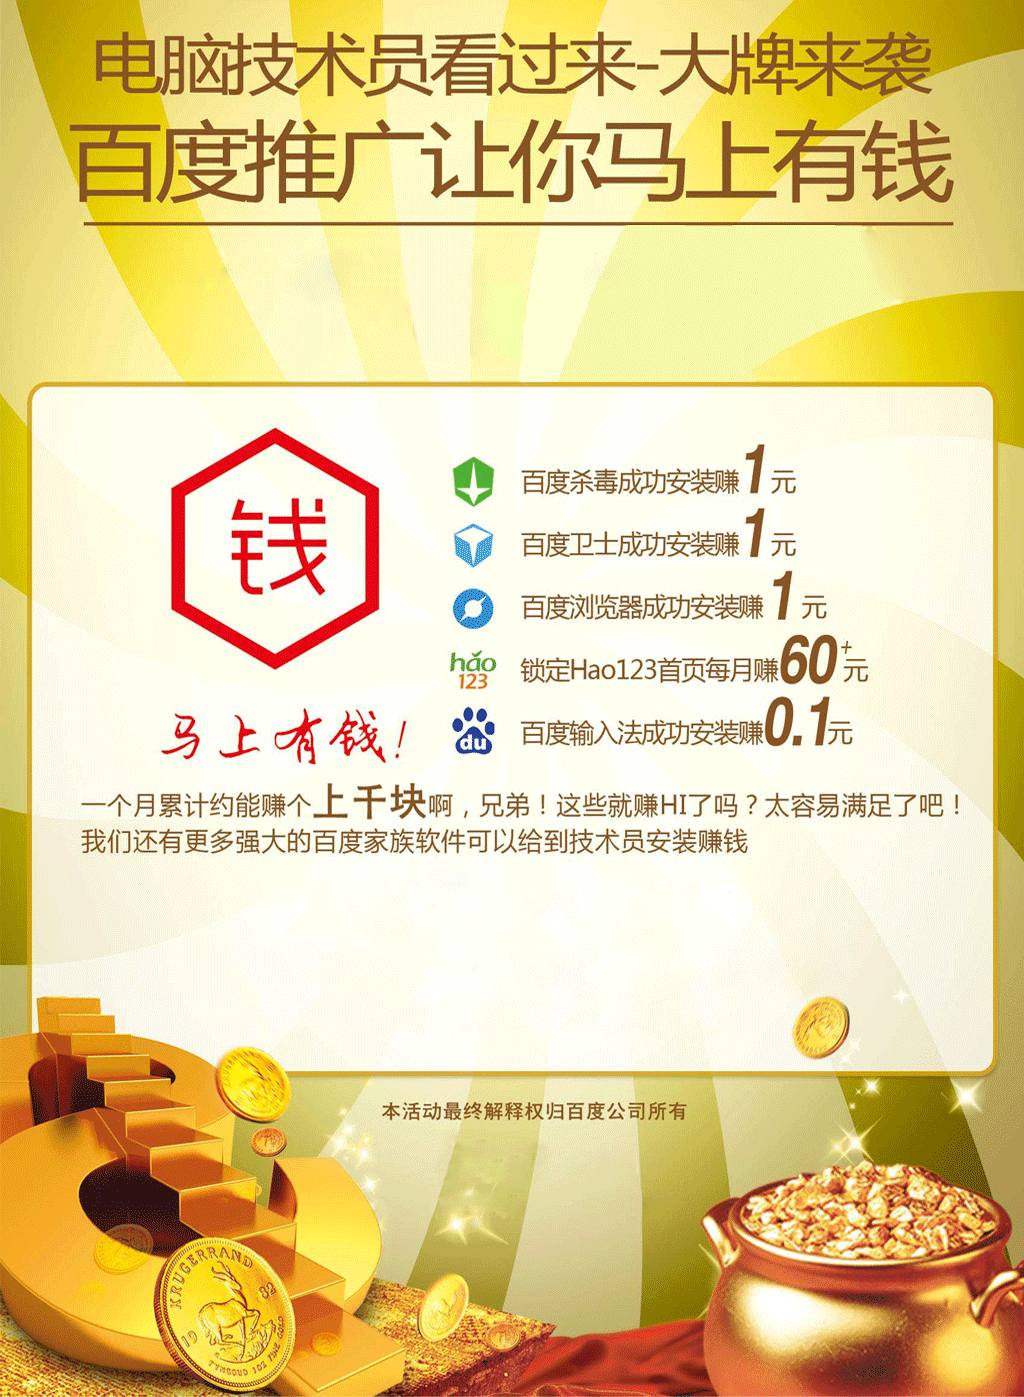 电脑技术员看过来-大牌来袭
百度推广让你马上有钱
钱
马上有钱!
百度杀毒成功安装赚1元
百度卫士成功安装赚1元
百度浏览器成功安装赚1元
hao
123
锁定Hao123首页每月赚60+元
du
百度输入法成功安装赚0.1元
一个月累计约能赚个上千块啊，兄弟！这些就赚HI了吗？太容易满足了吧！
我们还有更多强大的百度家族软件可以给到技术员安装赚钱
本活动最终解释权归百度公司所有
KRUGERRAND